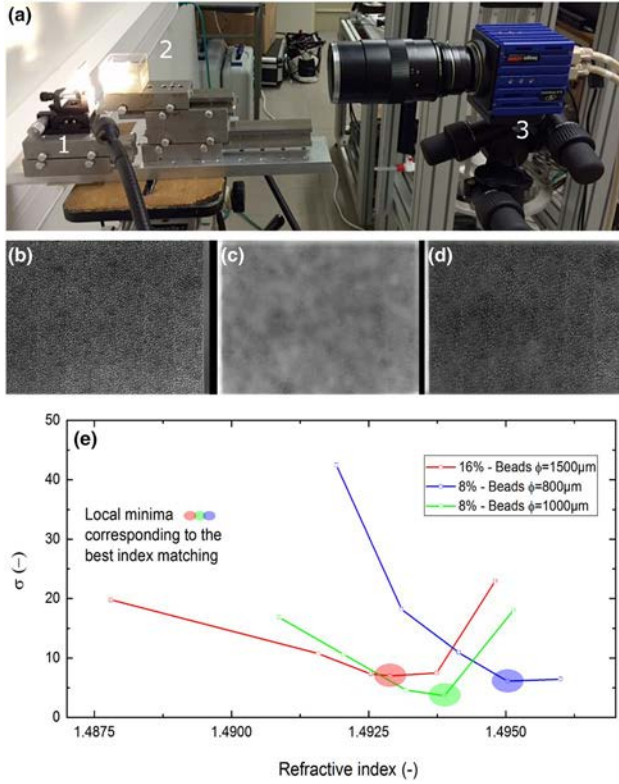 (a)
2
1
3
(b)
(c)
(d)
(e)
50
40
30
20
10
0
σ (–)
16% - Beads ϕ=1500µm
8% - Beads ϕ=800µm
8% - Beads ϕ=1000µm
Local minima
corresponding to the
best index matching
1.4875
1.4900
1.4925
1.4950
Refractive index (-)